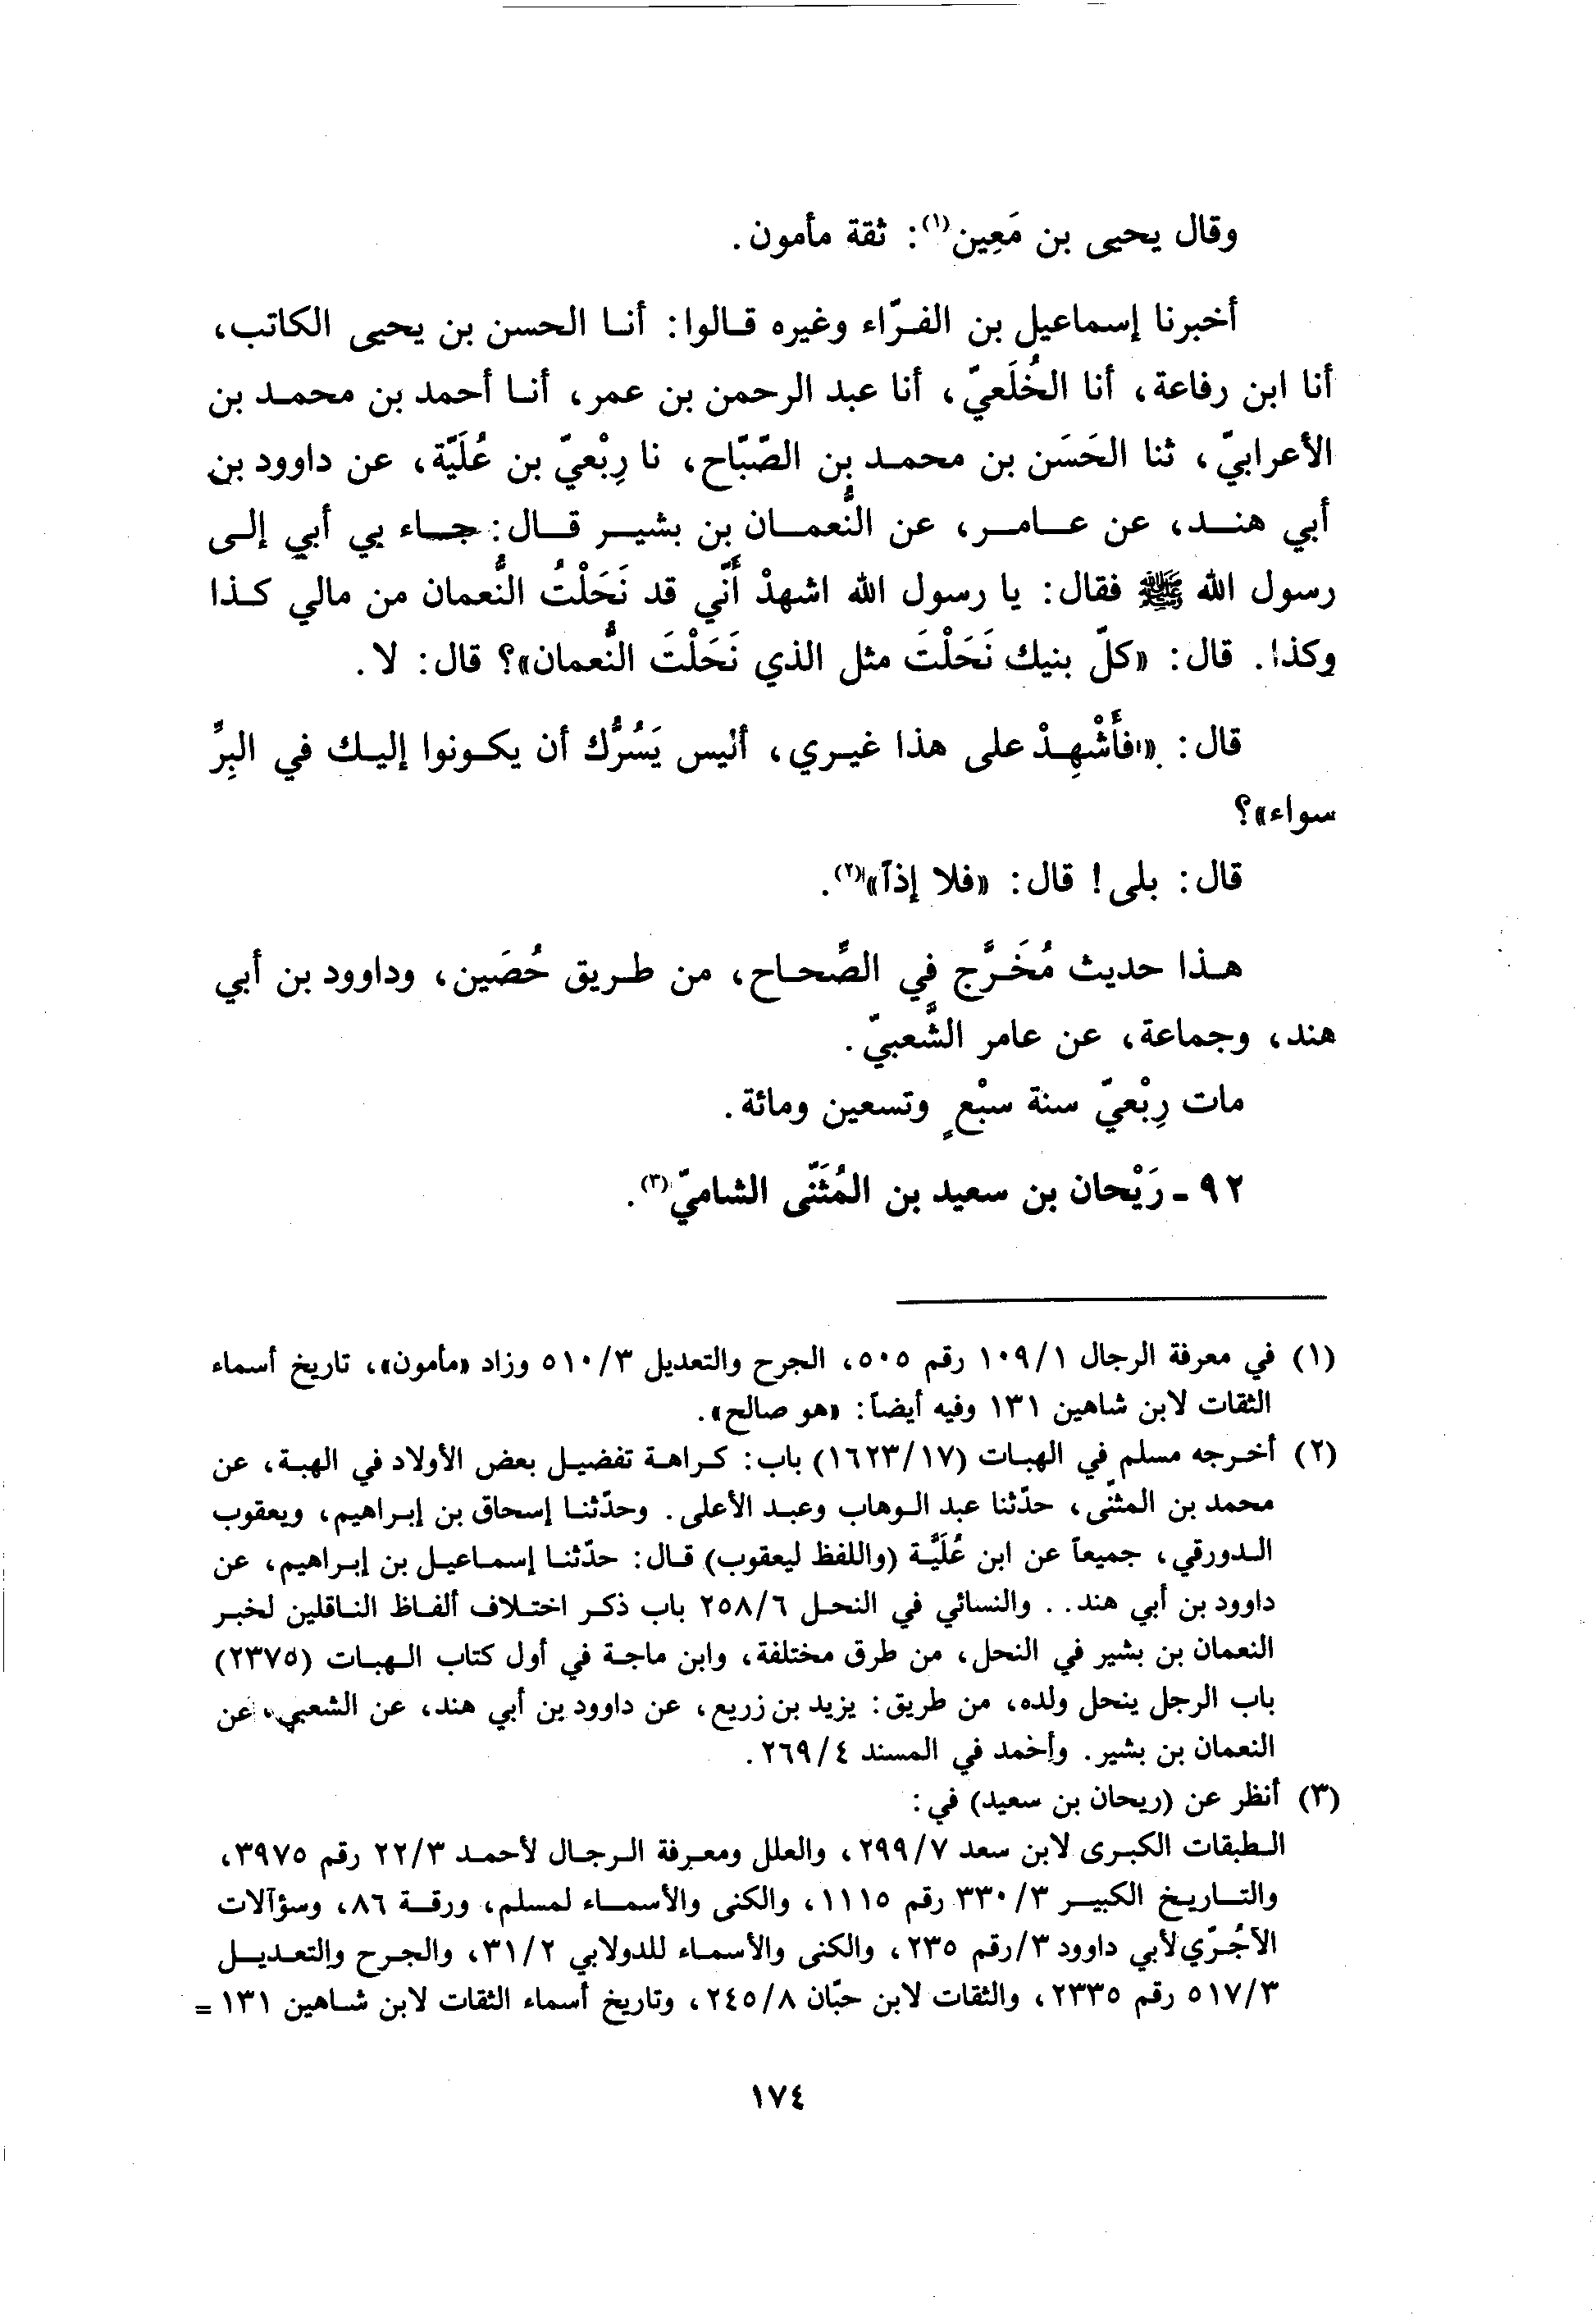 وقال يحيى بن مَعِين(١): ثقة مأمون.
أخبرنا إسماعيل بن الفرّاء وغيره قالوا: أنا الحسن بن يحيى الكاتب،
أنا ابن رفاعة، أنا الخُلَعيّ، أنا عبد الرحمن بن عمر، أنا أحمد بن محمد بن
الأعرابيّ، ثنا الحَسَن بن محمد بن الصّبّاح، نا رِبْعيّ بن عُلَيّة، عن داوود بن
أبي هند، عن عامر، عن النُّعمان بن بشير قال: جاء بي أبي إلى
رسول الله ﷺ فقال: يا رسول الله اشهدْ أنّي قد نَحَلْتُ النُّعمان من مالي كذا
وكذا. قال: «كلّ بنيك نَحَلْتَ مثل الذي نَحَلْتَ النُّعمان»؟ قال: لا.
قال: «فأَشْهِدْ على هذا غيري، أليس يَسُرُّك أن يكونوا إليك في البِرِّ
سواء»؟
قال: بلى! قال: «فلا إذاً»(٢).
هذا حديث مُخَرَّج في الصِّحاح، من طريق حُصَين، وداوود بن أبي
هند، وجماعة، عن عامر الشَّعبيّ.
مات رِبْعيّ سنة سبْعٍ وتسعين ومائة.
٩٢ - رَيْحان بن سعيد بن المُثَنّى الشاميّ(٣).
(١) في معرفة الرجال ١/١٠٩ رقم ٥٠٥، الجرح والتعديل ٣/٥١٠ وزاد «مأمون»، تاريخ أسماء
الثقات لابن شاهين ١٣١ وفيه أيضاً: «هو صالح».
(٢) أخرجه مسلم في الهبات (١٦٢٣/١٧) باب: كراهة تفضيل بعض الأولاد في الهبة، عن
محمد بن المثنّى، حدّثنا عبد الوهاب وعبد الأعلى. وحدّثنا إسحاق بن إبراهيم، ويعقوب
الدورقي، جميعاً عن ابن عُلَيَّة (واللفظ ليعقوب) قال: حدّثنا إسماعيل بن إبراهيم، عن
داوود بن أبي هند.. والنسائي في النحل ٦/٢٥٨ باب ذكر اختلاف ألفاظ الناقلين لخبر
النعمان بن بشير في النحل، من طرق مختلفة، وابن ماجة في أول كتاب الهبات (٢٣٧٥)
باب الرجل ينحل ولده، من طريق: يزيد بن زريع، عن داوود بن أبي هند، عن الشعبي، عن
النعمان بن بشير. وأحمد في المسند ٤/٢٦٩.
(٣) أنظر عن (ريحان بن سعيد) في:
الطبقات الكبرى لابن سعد ٧/٢٩٩، والعلل ومعرفة الرجال لأحمد ٣/٢٢ رقم ٣٩٧٥،
والتاريخ الكبير ٣/٣٣٠ رقم ١١١٥، والكنى والأسماء لمسلم، ورقة ٨٦، وسؤآلات
الآجُرّي لأبي داوود ٣/رقم ٢٣٥، والكنى والأسماء للدولابي ٢/٣١، والجرح والتعديل
٣/٥١٧ رقم ٢٣٣٥، والثقات لابن حبّان ٨/٢٤٥، وتاريخ أسماء الثقات لابن شاهين ١٣١ =
١٧٤